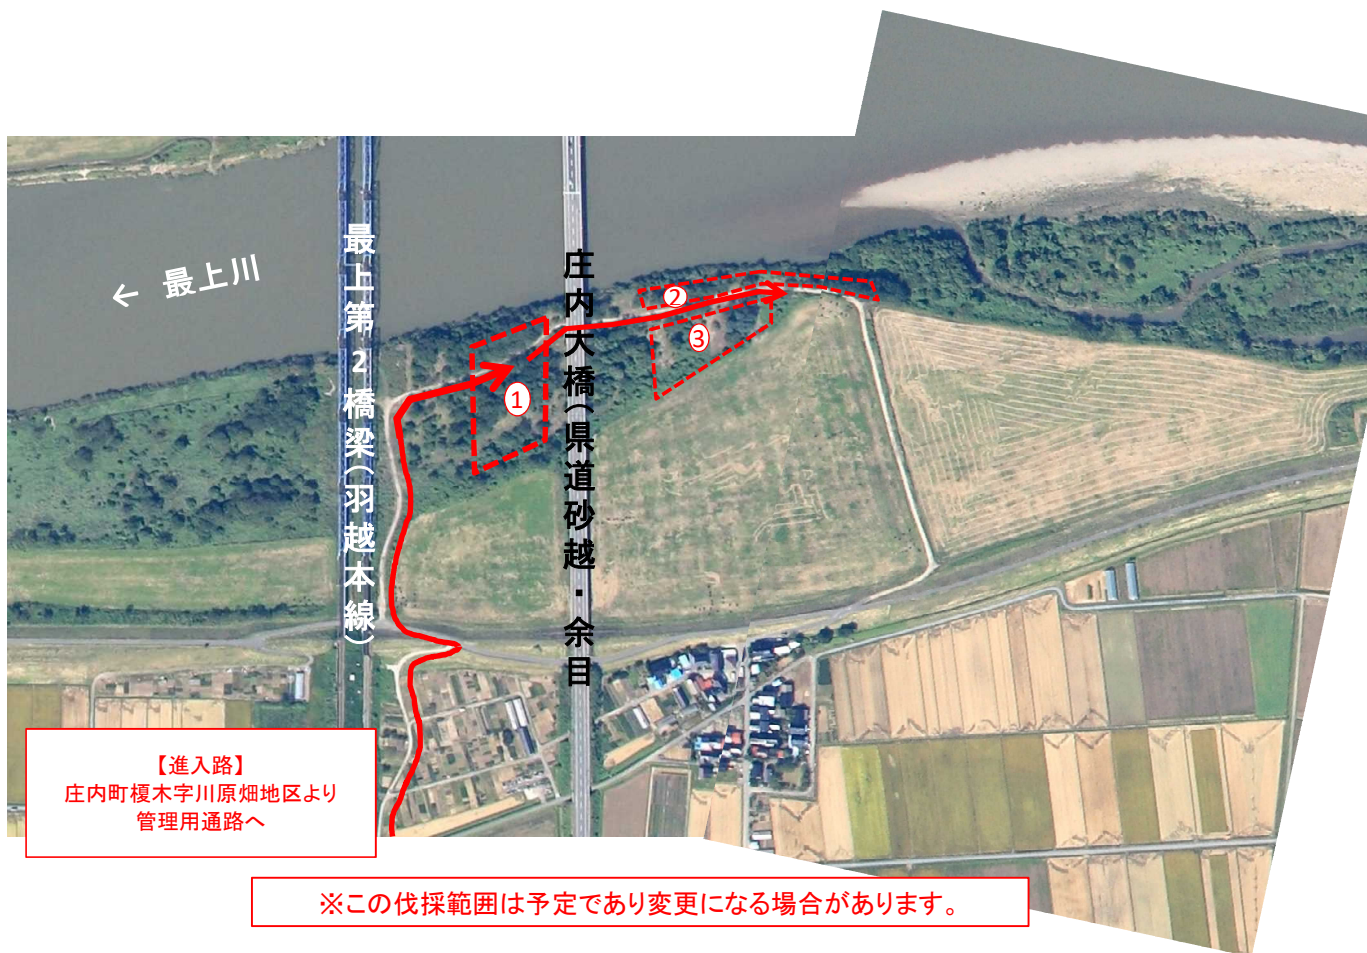 ← 最上川
最上第2橋梁（羽越本線）
庄内大橋（県道砂越・余目
①
②
③
【進入路】
庄内町榎木字川原畑地区より
管理用通路へ
※この伐採範囲は予定であり変更になる場合があります。